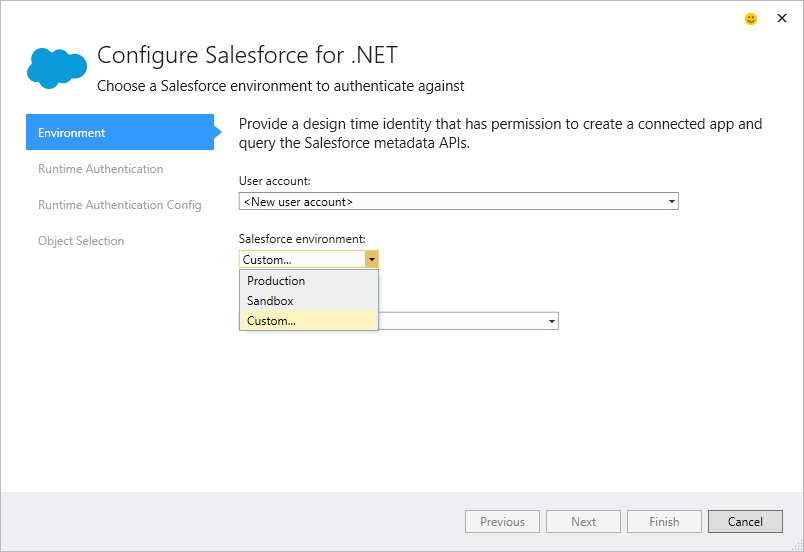 Configure Salesforce for .NET
Choose a Salesforce environment to authenticate against
Environment
Runtime Authentication
Runtime Authentication Config
Object Selection
Provide a design time identity that has permission to create a connected app and
query the Salesforce metadata APIs.
User account:
<New user account>
Salesforce environment:
Custom...
Production
Sandbox
Custom...
Previous
Next
Finish
Cancel